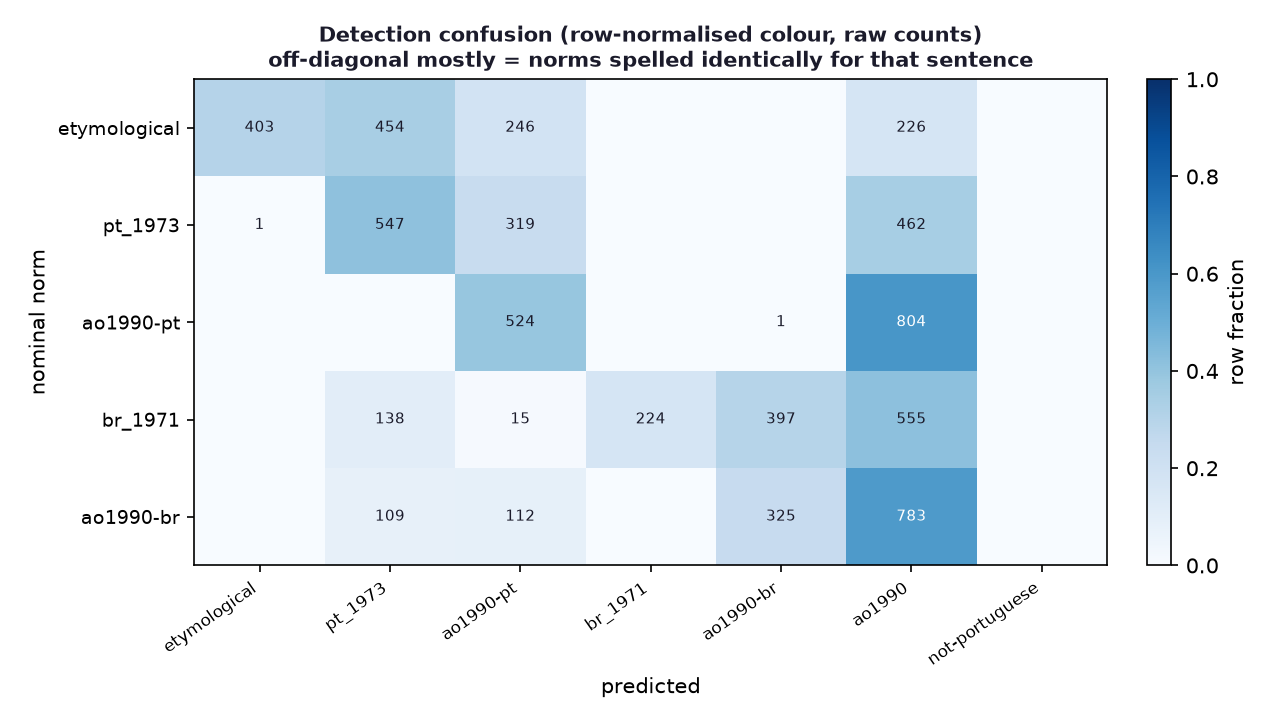 Detection confusion (row-normalised colour, raw counts)
off-diagonal mostly = norms spelled identically for that sentence
nominal norm
etymological 403 454 246 226
pt_1973 1 547 319 462
ao1990-pt 524 1 804
br_1971 138 15 224 397 555
ao1990-br 109 112 325 783
etymological pt_1973 ao1990-pt br_1971 ao1990-br ao1990 not-portuguese
predicted
1.0
0.8
0.6
0.4
0.2
0.0
row fraction